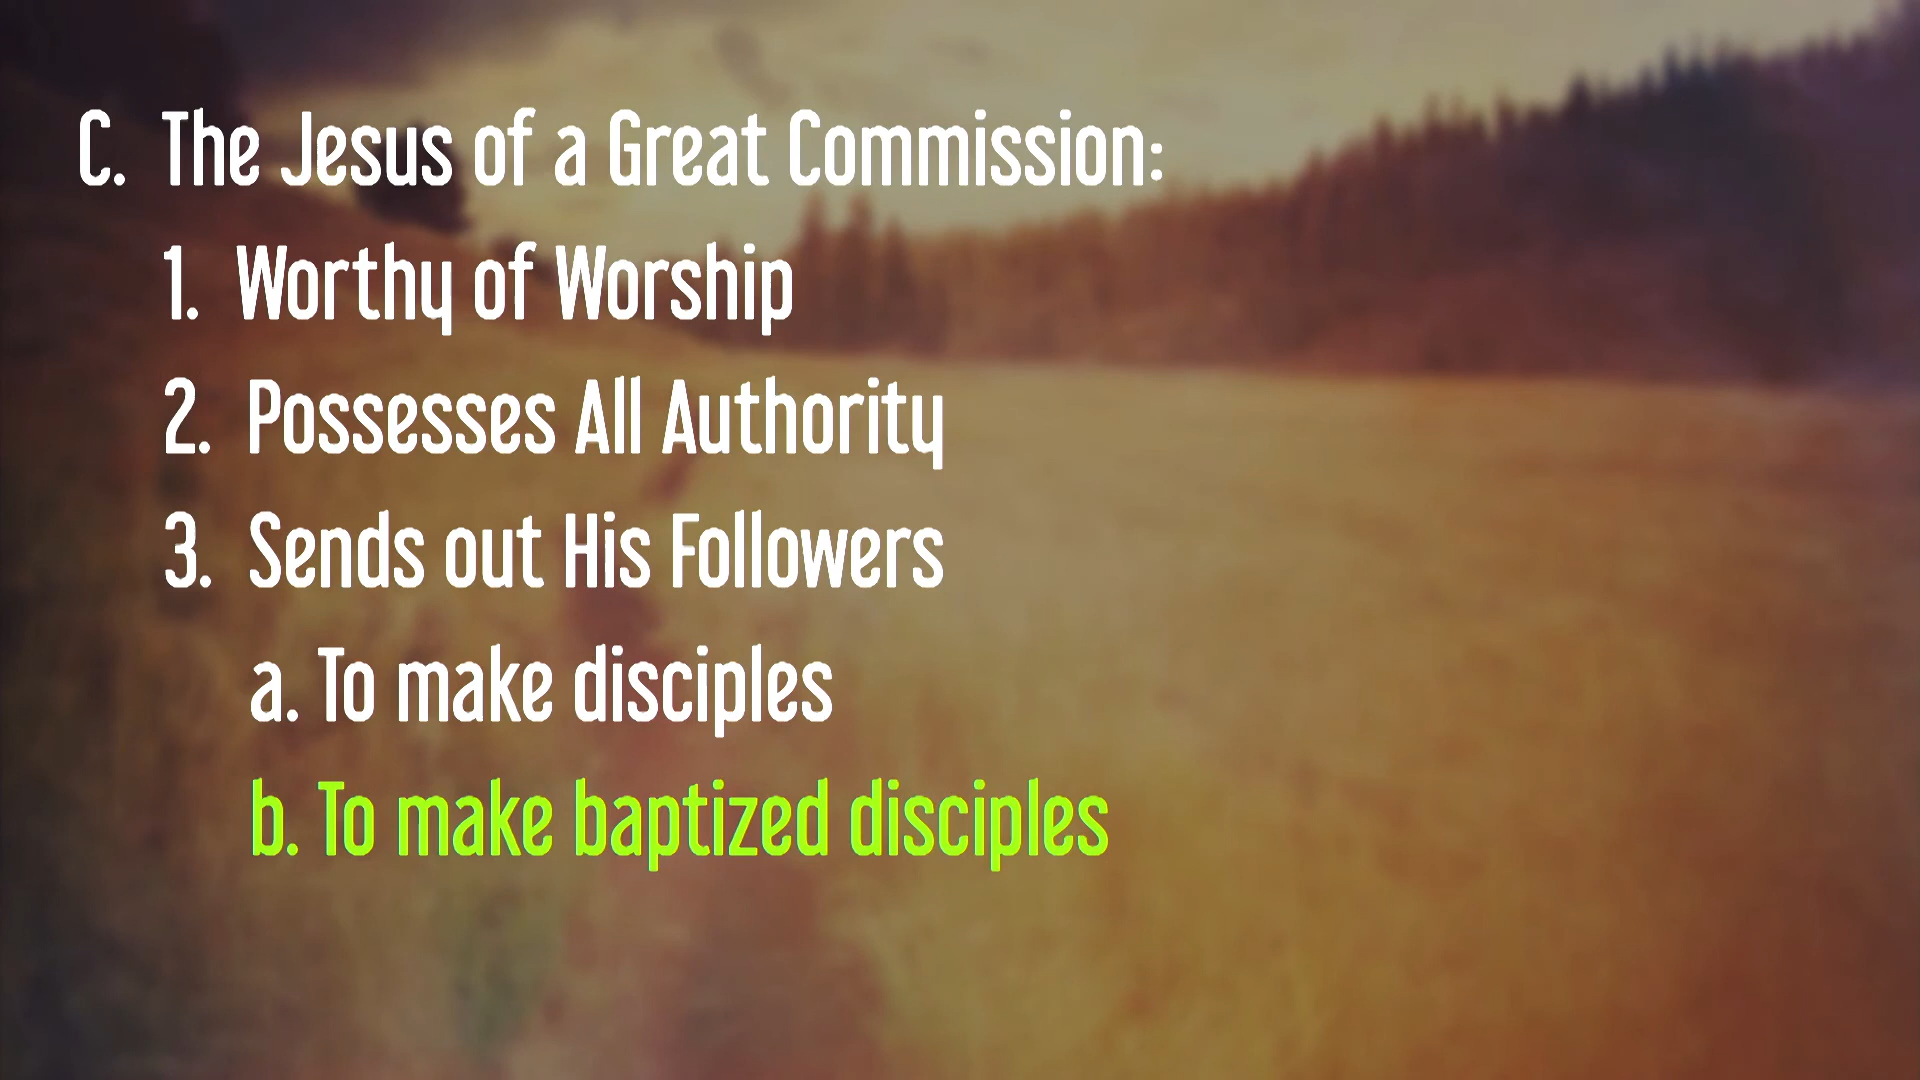 C. The Jesus of a Great Commission:
1. Worthy of Worship
2. Possesses All Authority
3. Sends out His Followers
a. To make disciples
b. To make baptized disciples